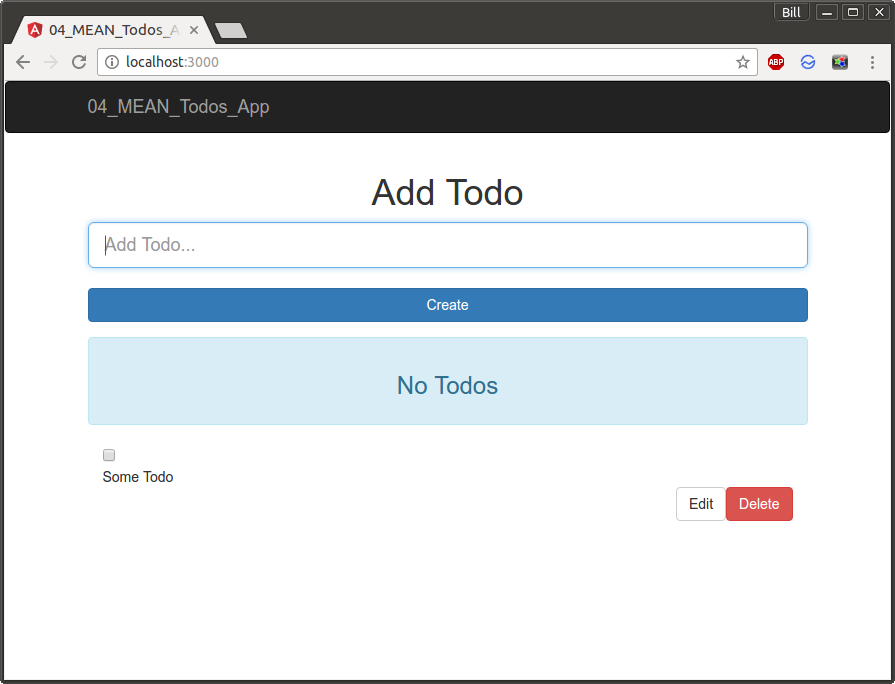 Bill
04_MEAN_Todos_A
localhost:3000
ABP
04_MEAN_Todos_App
Add Todo
Add Todo...
Create
No Todos
Some Todo
Edit Delete